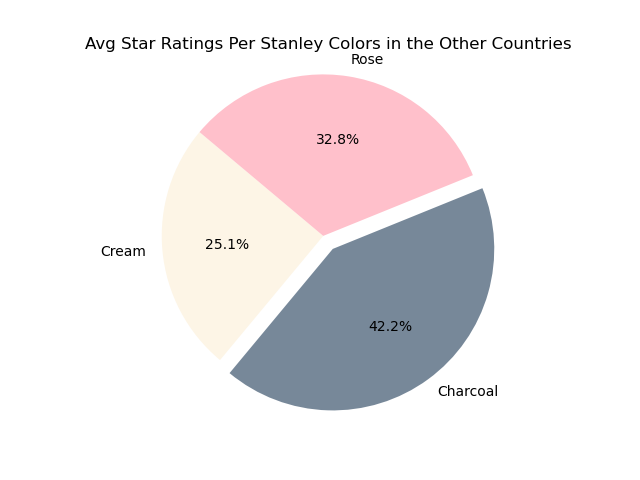 Avg Star Ratings Per Stanley Colors in the Other Countries
Rose
32.8%
25.1%
Cream
42.2%
Charcoal